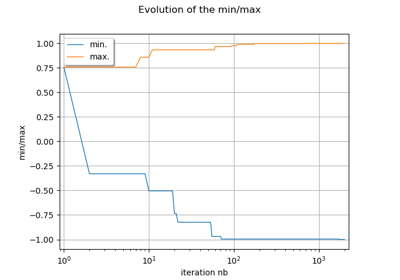 Evolution of the min/max
min.
max.
1.00
0.75
0.50
0.25
0.00
−0.25
−0.50
−0.75
−1.00
min/max
10⁰ 10¹ 10² 10³
iteration nb